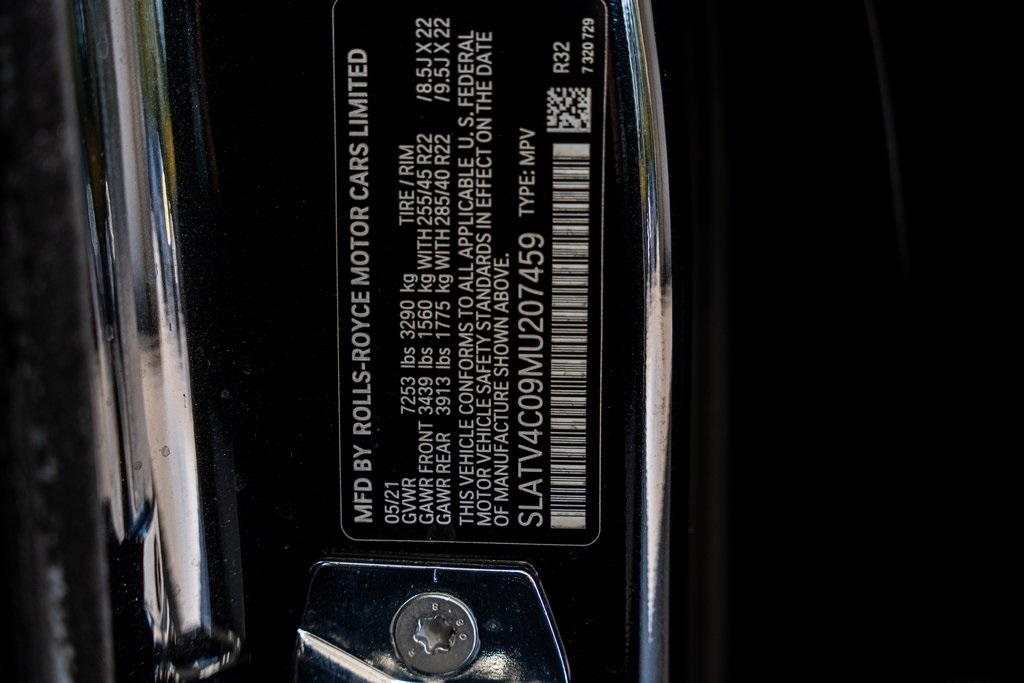 MFD BY ROLLS-ROYCE MOTOR CARS LIMITED
05/21
GVWR 7253 lbs 3290 kg TIRE / RIM
GAWR FRONT 3439 lbs 1560 kg WITH 255/45 R22 /8.5J X 22
GAWR REAR 3913 lbs 1775 kg WITH 285/40 R22 /9.5J X 22
THIS VEHICLE CONFORMS TO ALL APPLICABLE U. S. FEDERAL
MOTOR VEHICLE SAFETY STANDARDS IN EFFECT ON THE DATE
OF MANUFACTURE SHOWN ABOVE.
SLATV4C09MU207459 TYPE: MPV
R32
7 320 729